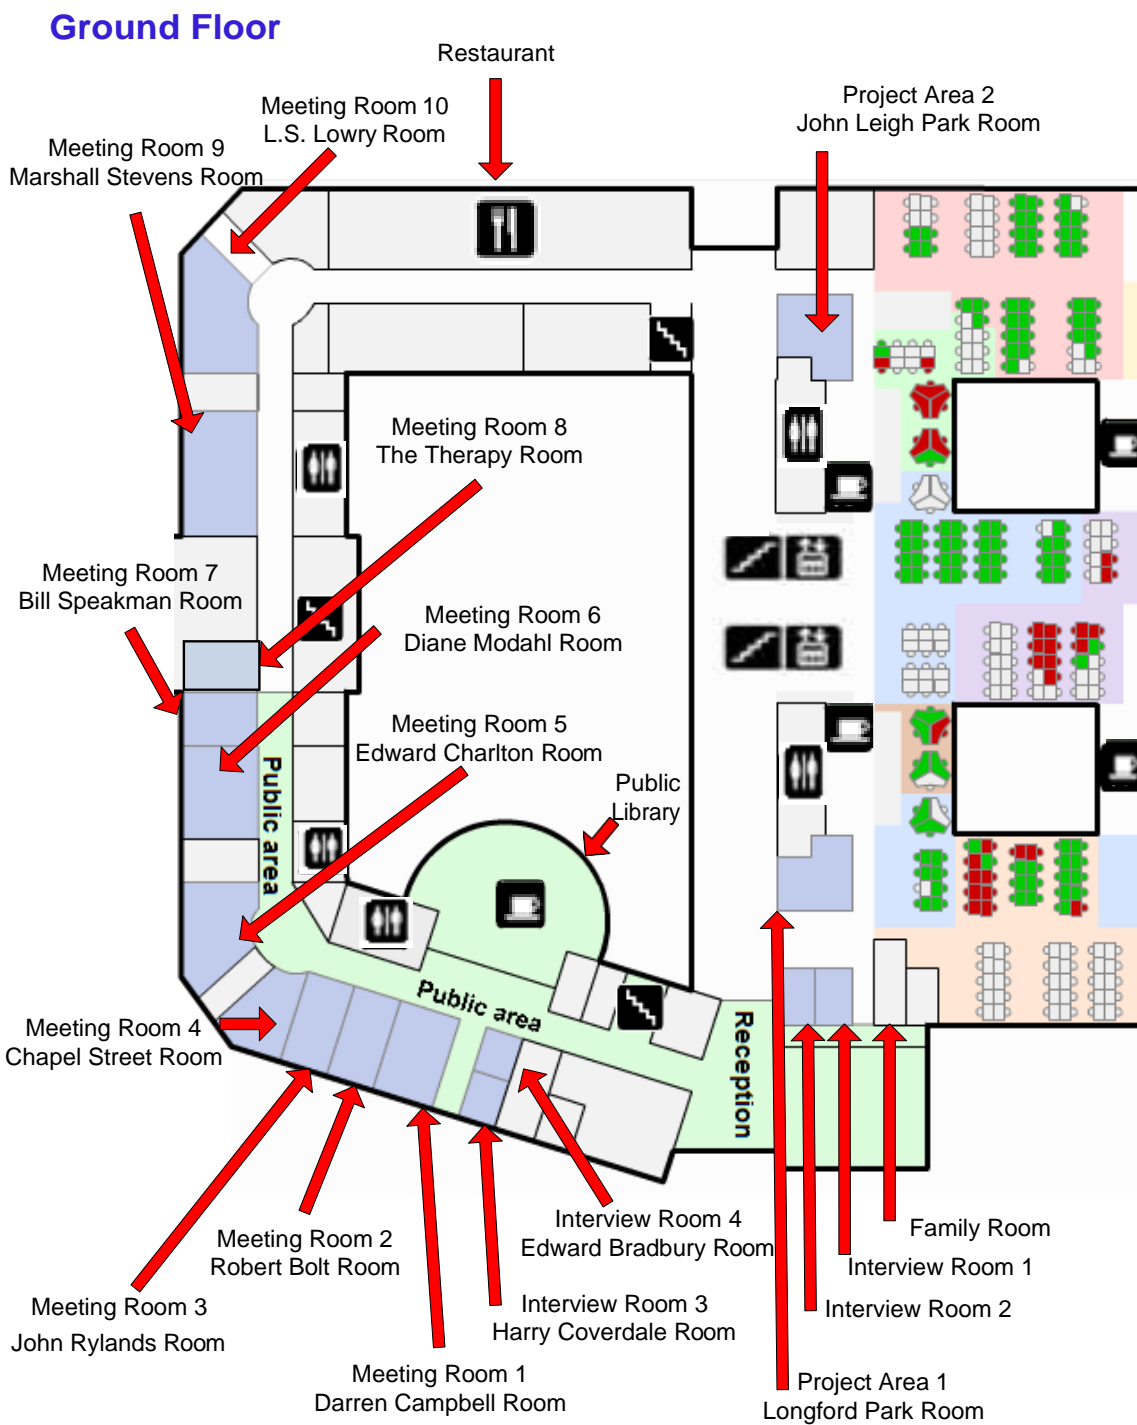 Ground Floor
Restaurant
Meeting Room 10
L.S. Lowry Room
Project Area 2
John Leigh Park Room
Meeting Room 9
Marshall Stevens Room
Meeting Room 8
The Therapy Room
Meeting Room 7
Bill Speakman Room
Meeting Room 6
Diane Modahl Room
Meeting Room 5
Edward Charlton Room
Public area
Public
Library
Public area
Reception
Meeting Room 4
Chapel Street Room
Meeting Room 2
Robert Bolt Room
Interview Room 4
Edward Bradbury Room
Family Room
Interview Room 1
Meeting Room 3
John Rylands Room
Interview Room 3
Harry Coverdale Room
Interview Room 2
Meeting Room 1
Darren Campbell Room
Project Area 1
Longford Park Room